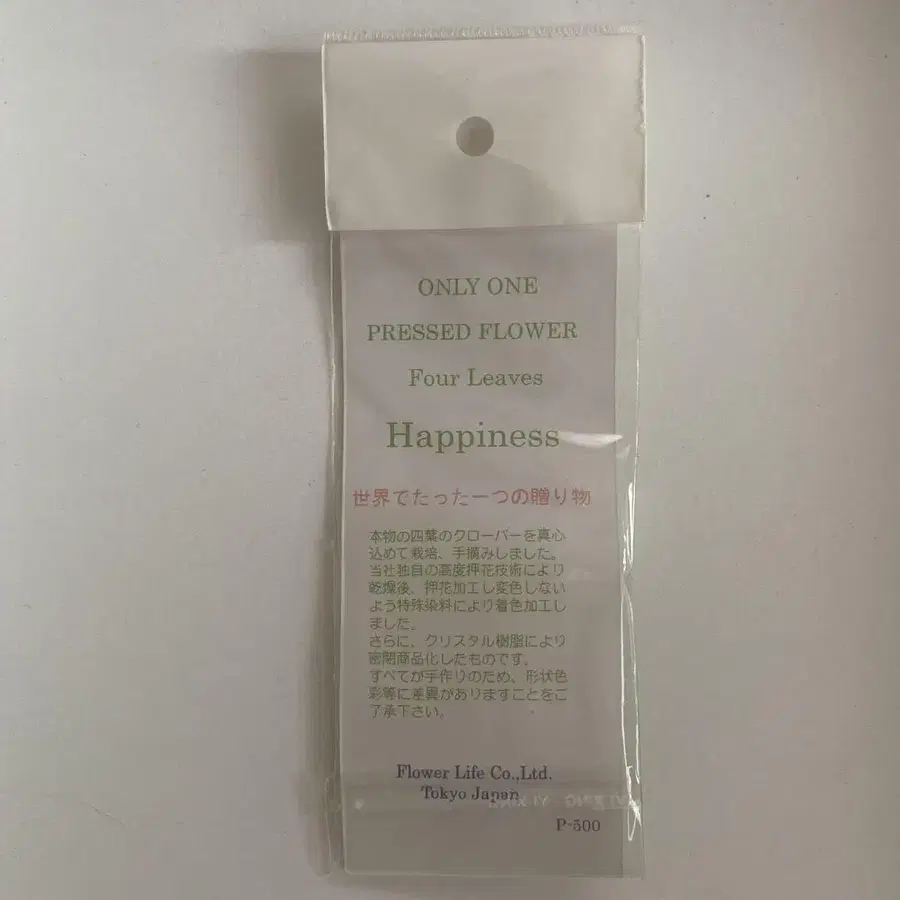 ONLY ONE
PRESSED FLOWER
Four Leaves
Happiness
世界でたった一つの贈り物
本物の四葉のクローバーを真心
込めて栽培、手摘みしました。
当社独自の高度押花技術により
乾燥後、押花加工し変色しない
よう特殊染料により着色加工し
ました。
さらに、クリスタル樹脂により
密閉商品化したものです。
すべてが手作りのため、形状色
彩等に差異がありますことをご
了承下さい。
Flower Life Co.,Ltd.
Tokyo Japan
P-500